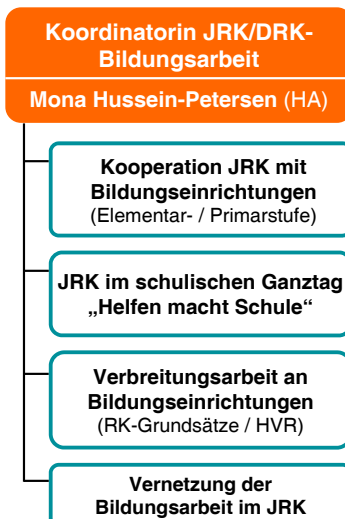 Koordinatorin JRK/DRK-
Bildungsarbeit
Mona Hussein-Petersen (HA)
Kooperation JRK mit
Bildungseinrichtungen
(Elementar- / Primarstufe)
JRK im schulischen Ganztag
„Helfen macht Schule“
Verbreitungsarbeit an
Bildungseinrichtungen
(RK-Grundsätze / HVR)
Vernetzung der
Bildungsarbeit im JRK